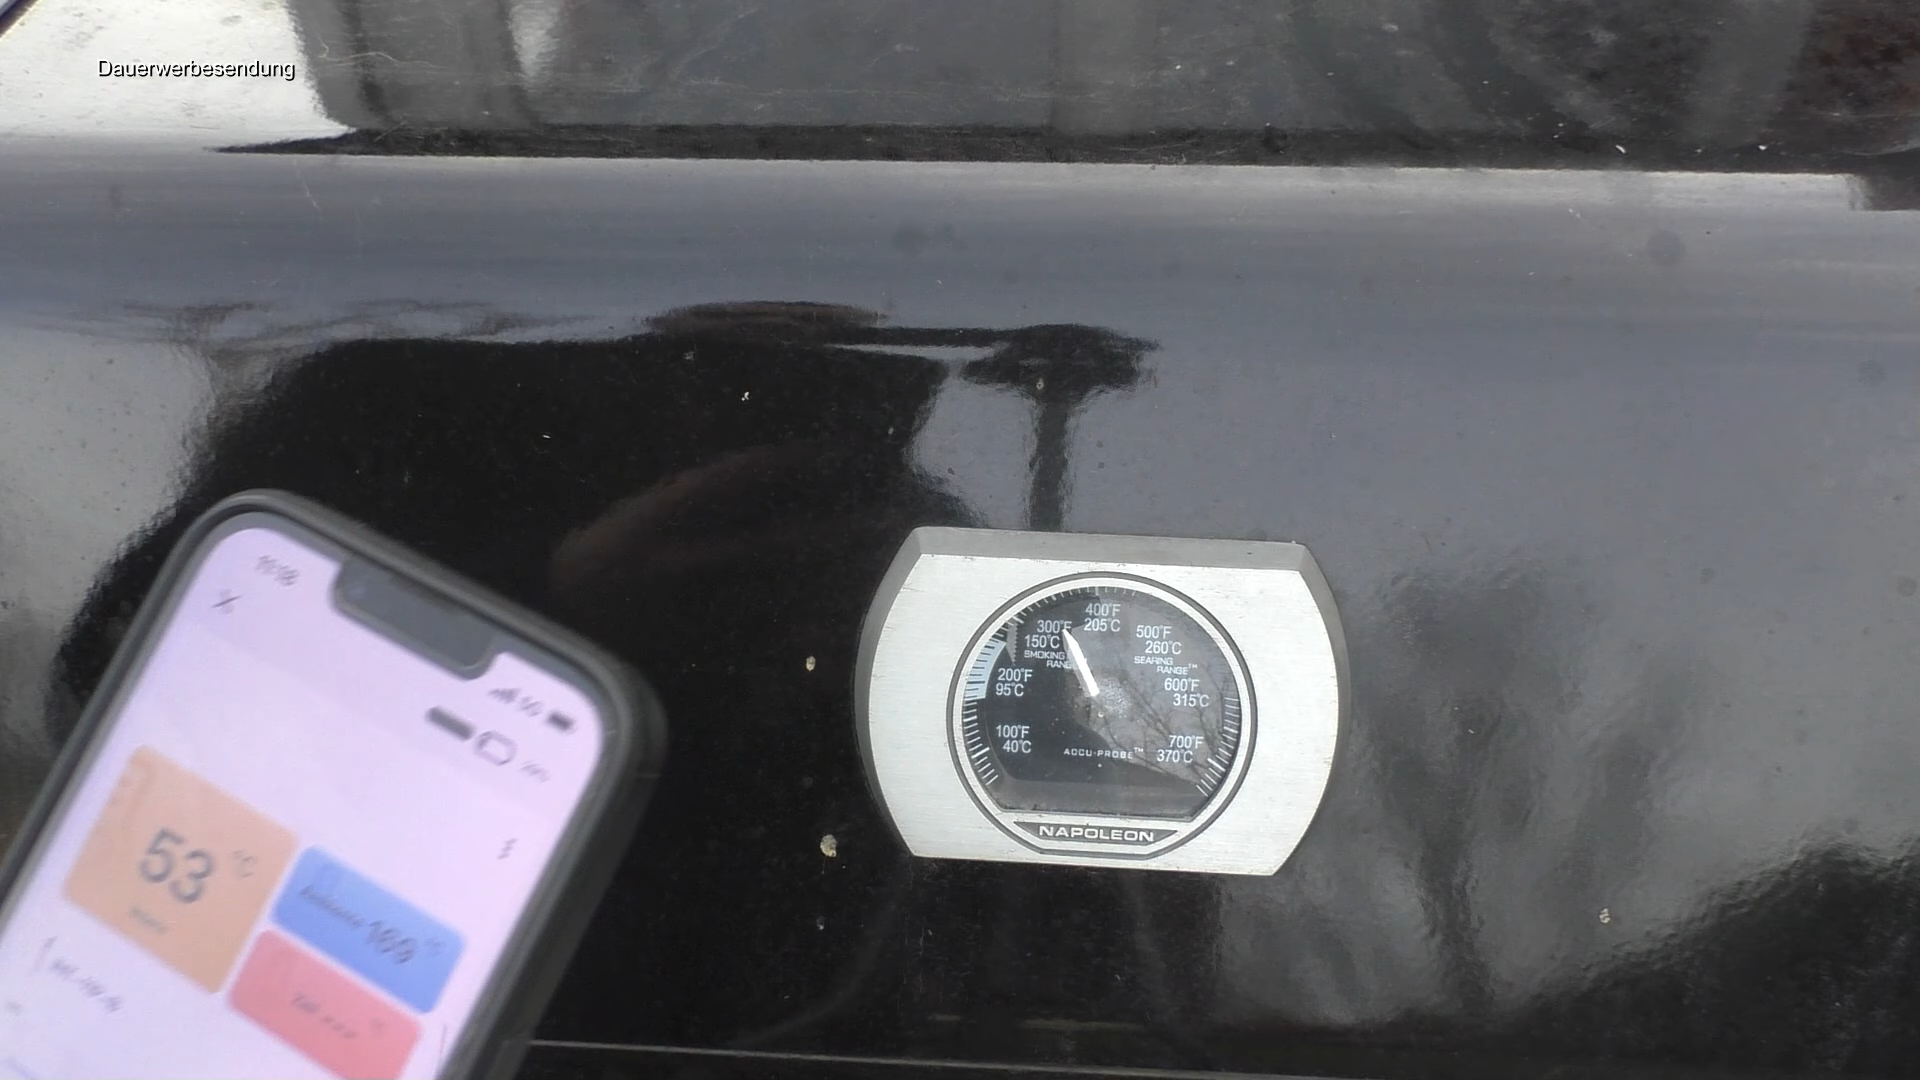 Dauerwerbesendung
400°F
205°C
300°F
150°C
500°F
260°C
SMOKING
SEARING
RANGE™
200°F
95°C
600°F
315°C
100°F
40°C
700°F
370°C
ACCU-PROBE™
NAPOLEON
5G
53 °C
169